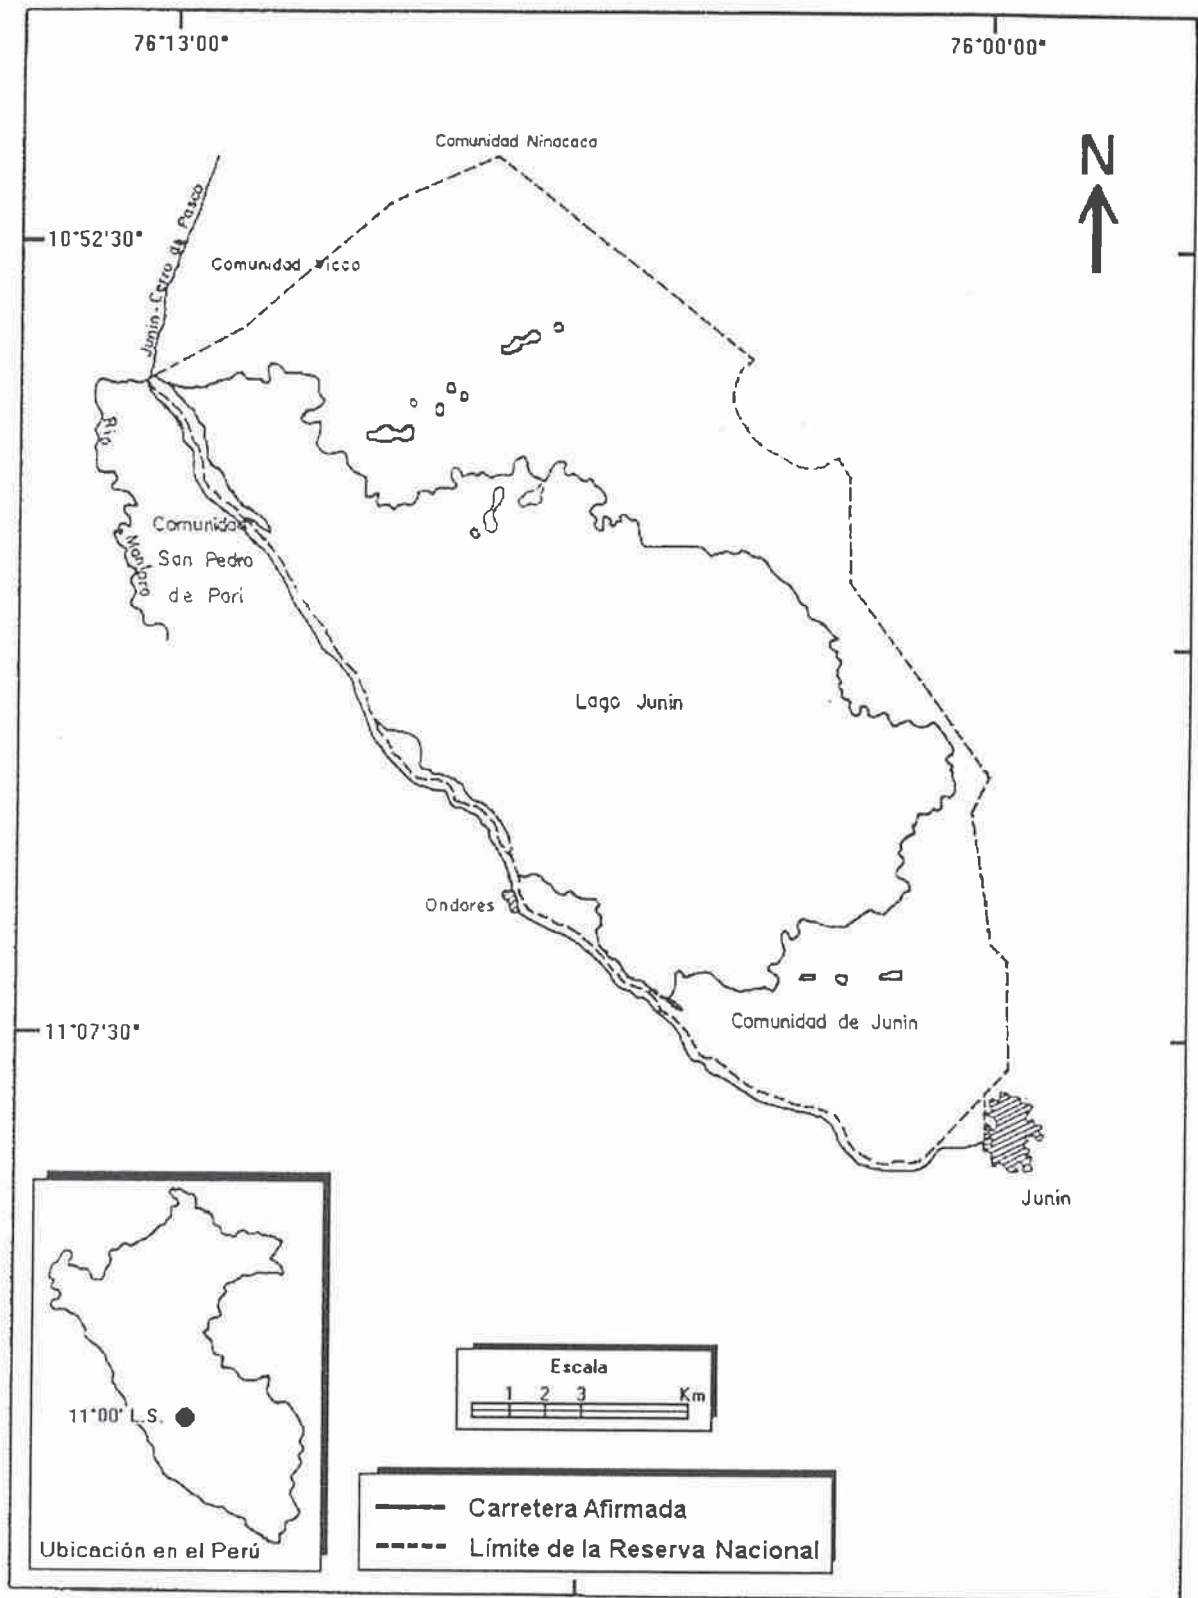 76°13'00"
76°00'00"
Comunidad Ninacaca
N
10°52'30"
Junin-Cerro de Pasco
Comunidad Vicco
Rio
Mantaro
Comunidad
San Pedro
de Pari
Lago Junin
Ondores
11°07'30"
Comunidad de Junin
Junin
11°00' L.S.
Ubicación en el Perú
Escala
1 2 3 Km
Carretera Afirmada
Límite de la Reserva Nacional